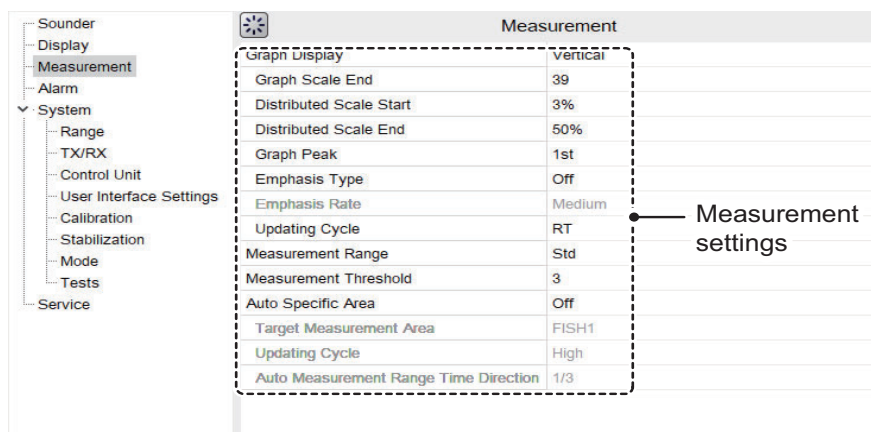 Sounder
Display
Measurement
Alarm
System
Range
TX/RX
Control Unit
User Interface Settings
Calibration
Stabilization
Mode
Tests
Service
Measurement
Graph Display Vertical
Graph Scale End 39
Distributed Scale Start 3%
Distributed Scale End 50%
Graph Peak 1st
Emphasis Type Off
Emphasis Rate Medium
Updating Cycle RT
Measurement Range Std
Measurement Threshold 3
Auto Specific Area Off
Target Measurement Area FISH1
Updating Cycle High
Auto Measurement Range Time Direction 1/3
Measurement
settings